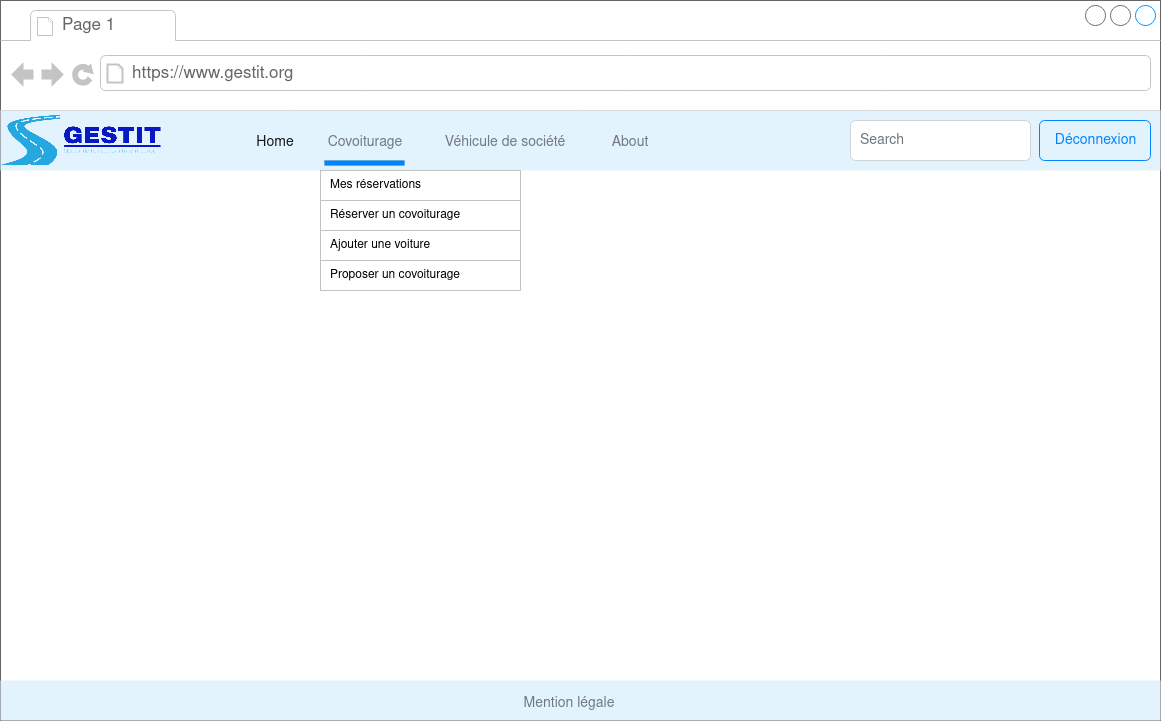 Page 1
https://www.gestit.org
GESTIT
Home Covoiturage Véhicule de société About Search Déconnexion
Mes réservations
Réserver un covoiturage
Ajouter une voiture
Proposer un covoiturage
Mention légale